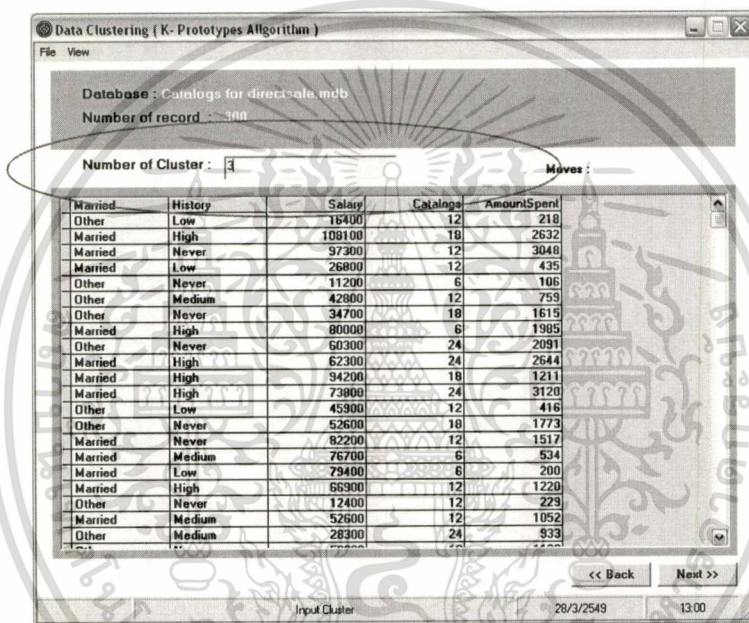 Data Clustering ( K- Prototypes Allgorithm )
File View
Database : Catalogs for directsale.mdb
Number of record : 300
Number of Cluster : 3
Moves :
Married History Salary Catalogs AmountSpent
Other Low 16400 12 218
Married High 108100 18 2632
Married Never 97300 12 3048
Married Low 26800 12 435
Other Never 11200 6 106
Other Medium 42800 12 759
Other Never 34700 18 1615
Married High 80000 6 1985
Other Never 60300 24 2091
Married High 62300 24 2644
Married High 94200 18 1211
Married High 73800 24 3120
Other Low 45900 12 416
Other Never 52600 18 1773
Married Never 82200 12 1517
Married Medium 76700 6 534
Married Low 79400 6 200
Married High 66900 12 1220
Other Never 12400 12 229
Married Medium 52600 12 1052
Other Medium 28300 24 933
<< Back Next >>
Input Cluster 28/3/2549 13:00